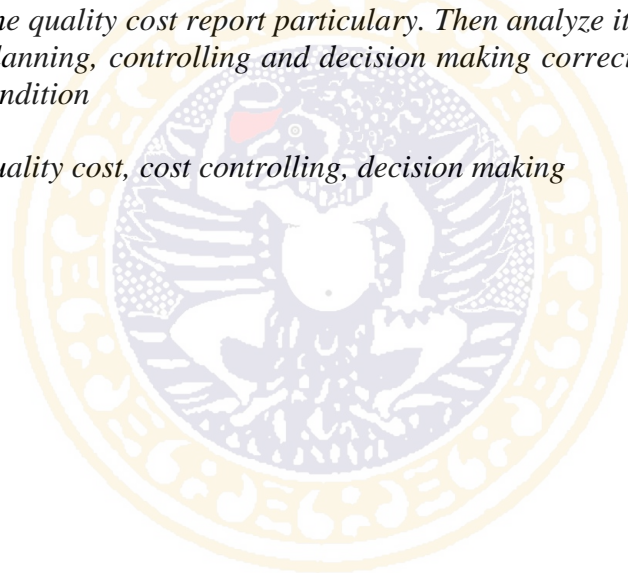 he quality cost report particulary. Then analyze it
lanning, controlling and decision making correc
ndition
uality cost, cost controlling, decision making